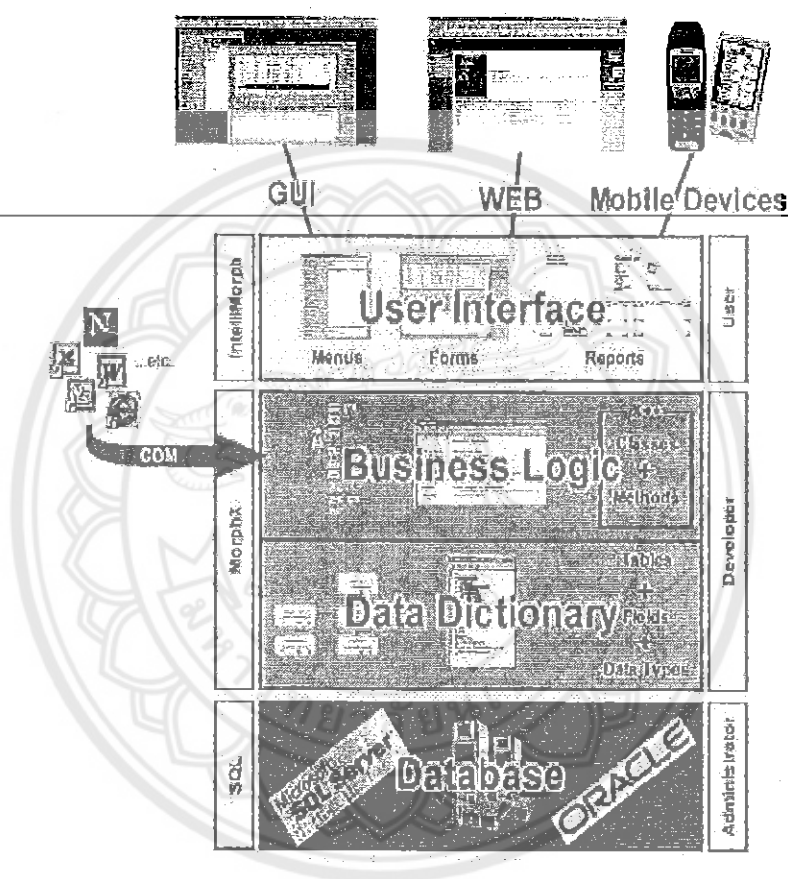 GUI WEB Mobile Devices
IntelliMorph
User Interface
Menus Forms Reports
User
N
X W ...etc.
COM
MorphX
Business Logic
X++
Classes
+
Methods
Developer
Data Dictionary
Tables
+
Fields
+
Data Types
SQL
Microsoft
SQL Server
Database
ORACLE
Administrator